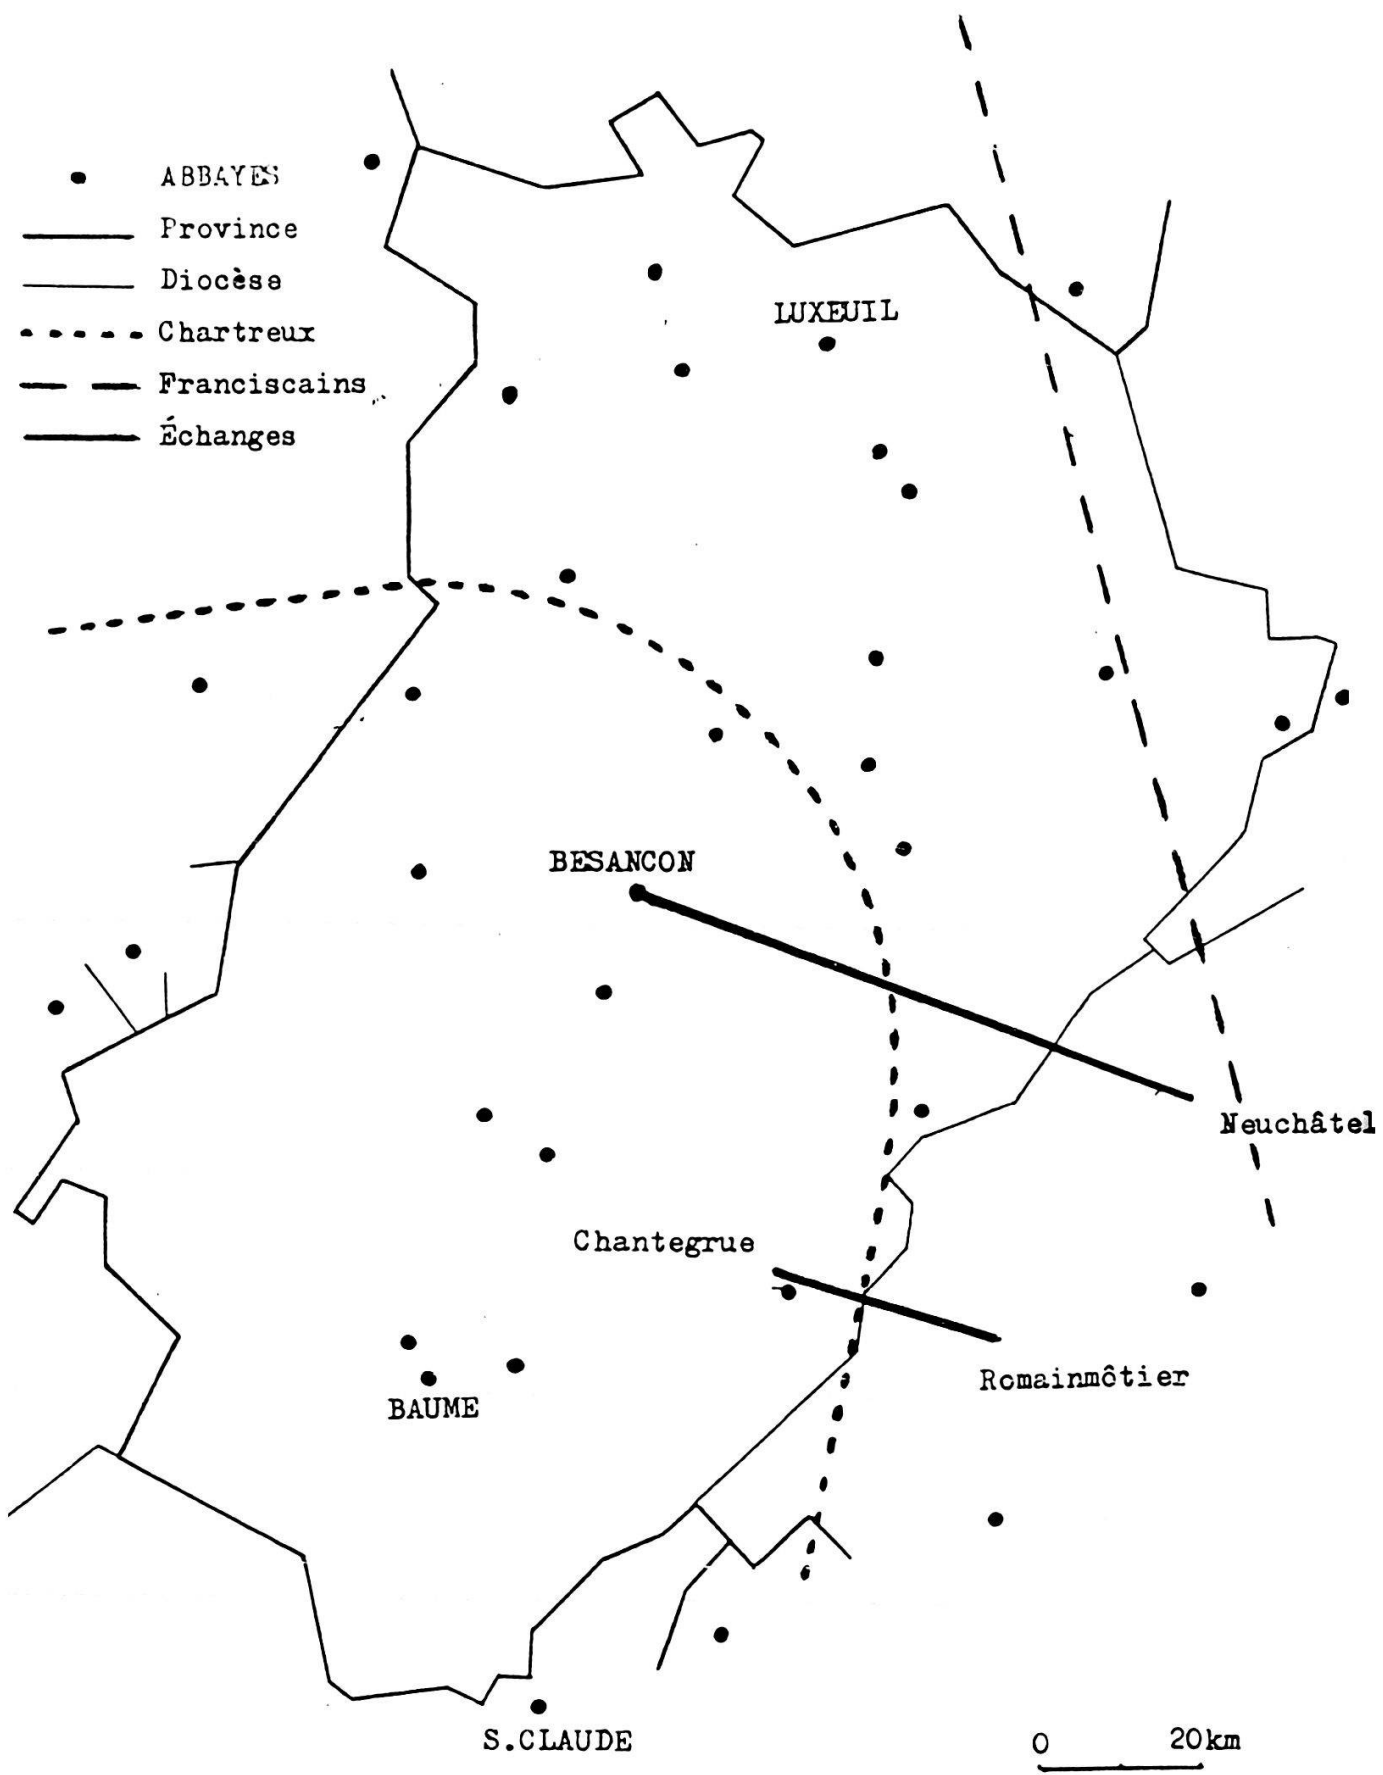 ABBAYES
Province
Diocèse
Chartreux
Franciscains
Échanges
LUXEUIL
BESANCON
Neuchâtel
Chantegrue
Romainmôtier
BAUME
S.CLAUDE
0 20km